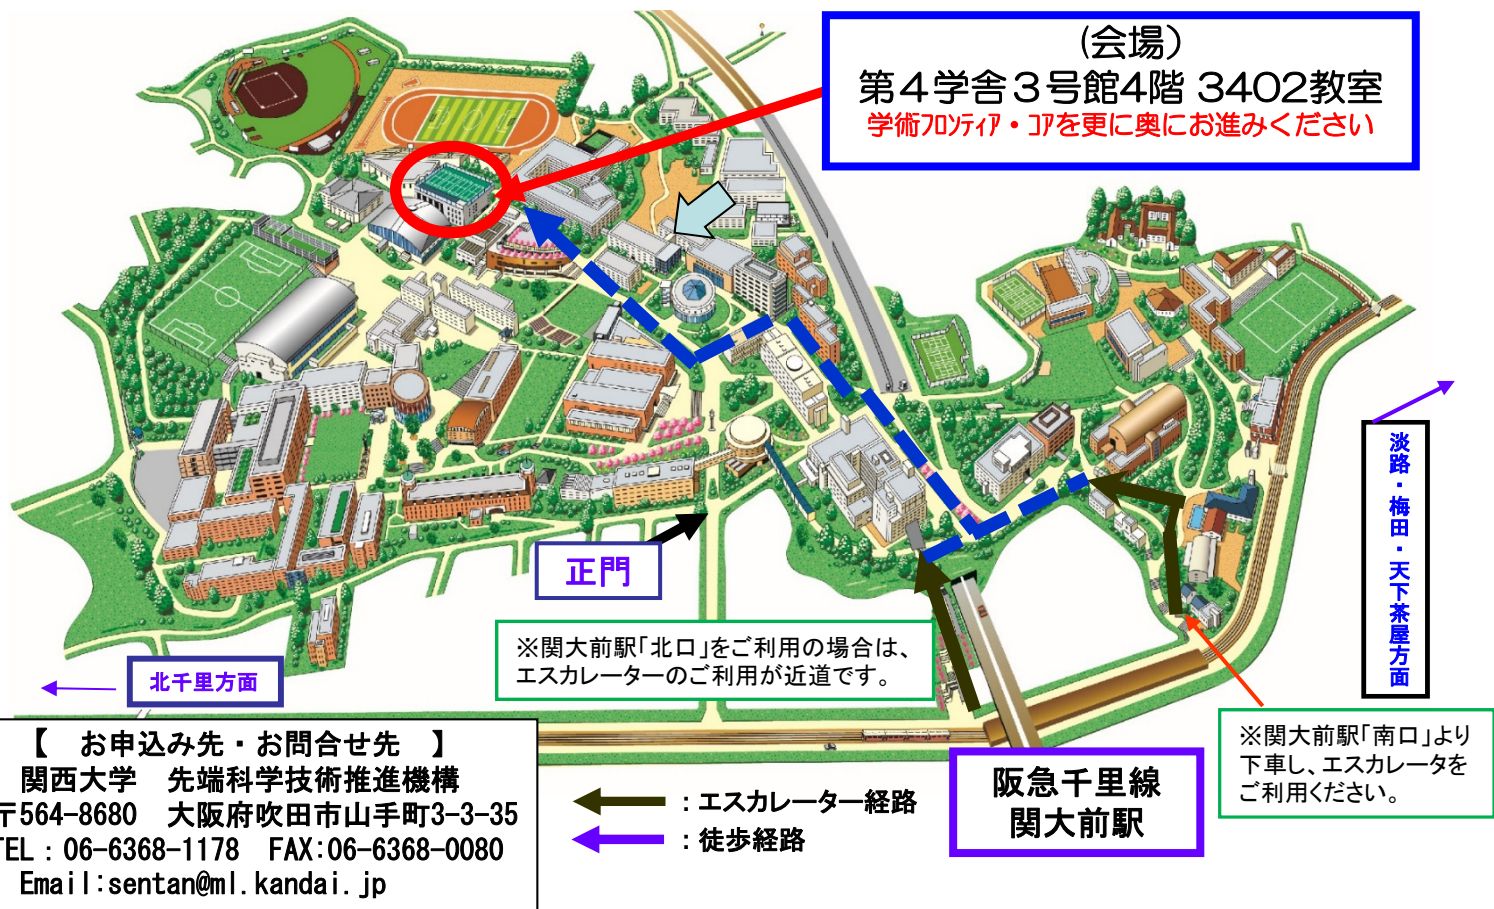 (会場)
第4学舎3号館4階 3402教室
学術フロンティア・コアを更に奥にお進みください
淡路・梅田・天下茶屋方面
正門
※関大前駅「北口」をご利用の場合は、
エスカレーターのご利用が近道です。
北千里方面
※関大前駅「南口」より
下車し、エスカレータを
ご利用ください。
阪急千里線
関大前駅
：エスカレーター経路
：徒歩経路
【 お申込み先・お問合せ先 】
関西大学 先端科学技術推進機構
〒564-8680 大阪府吹田市山手町3-3-35
TEL：06-6368-1178 FAX:06-6368-0080
Email:sentan@ml.kandai.jp